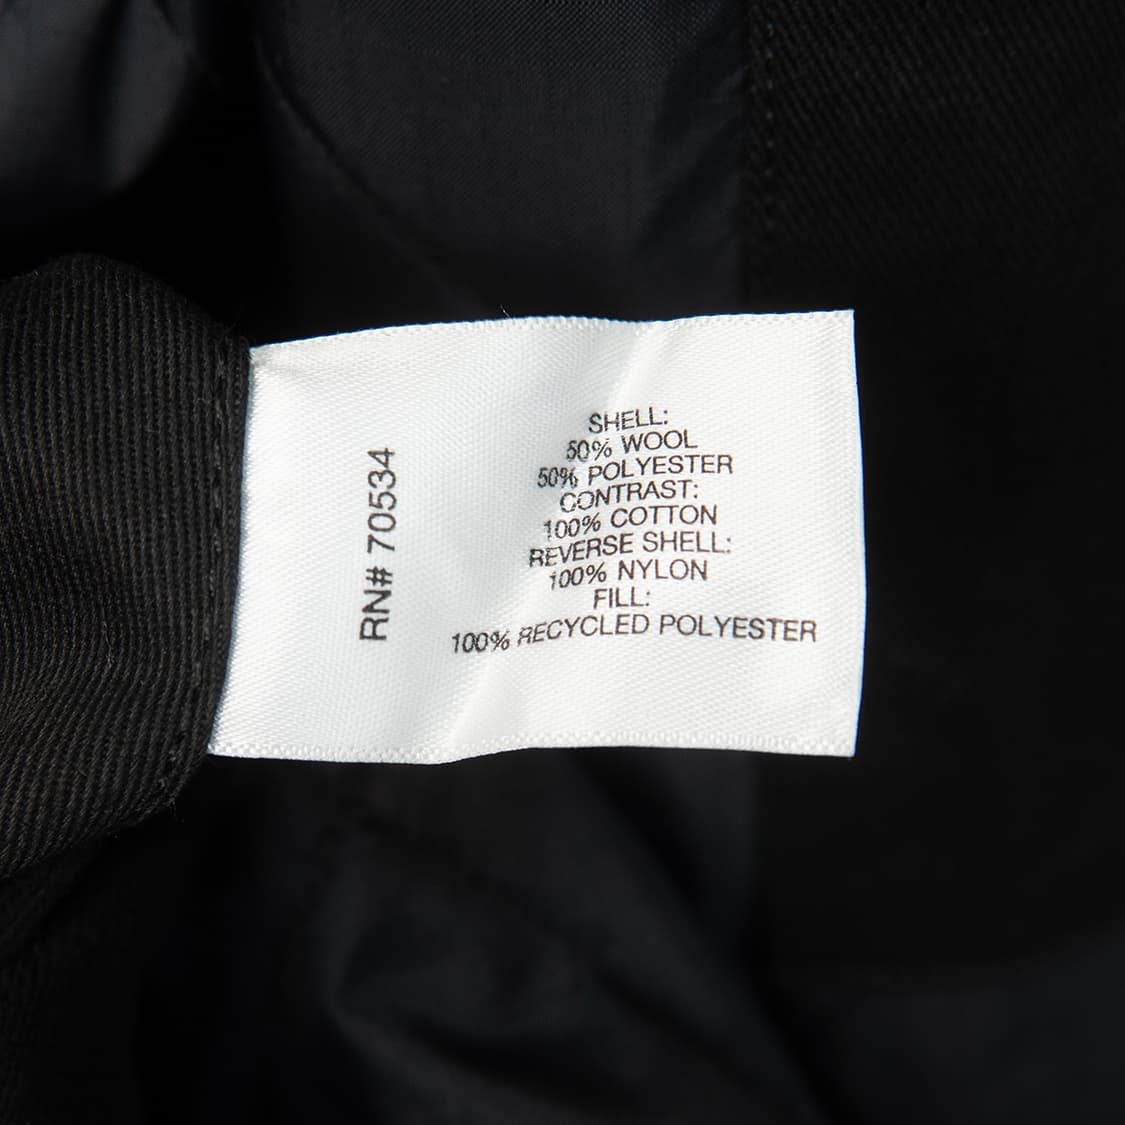 RN# 70534
SHELL:
50% WOOL
50% POLYESTER
CONTRAST:
100% COTTON
REVERSE SHELL:
100% NYLON
FILL:
100% RECYCLED POLYESTER